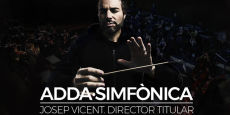 ADDA·SIMFÒNICA
JOSEP VICENT. DIRECTOR TITULAR